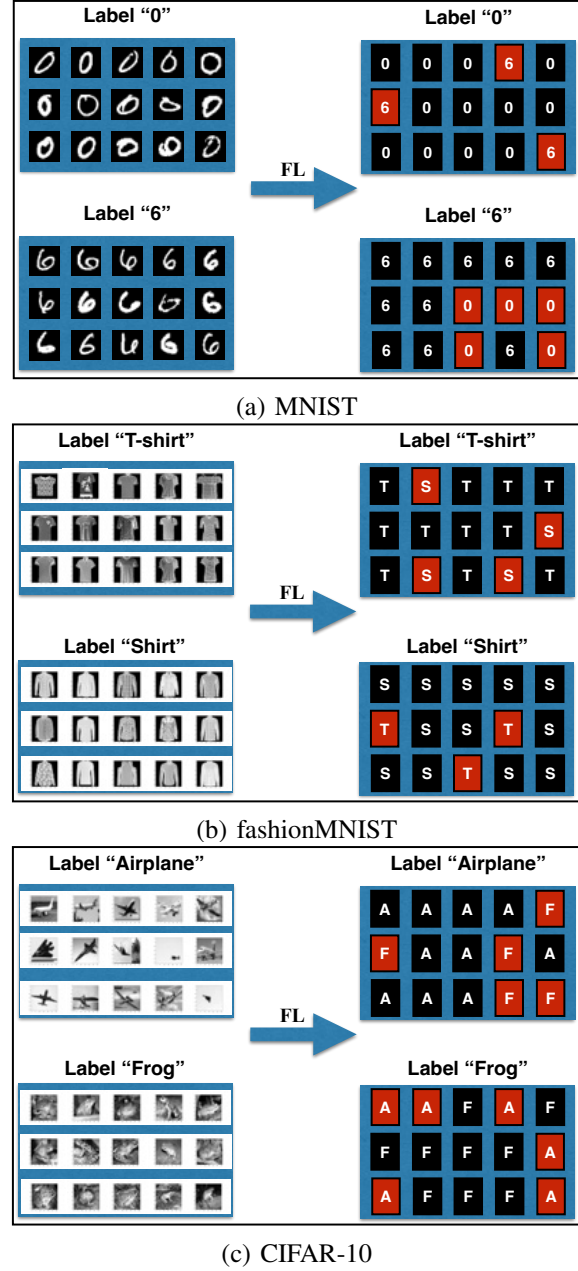 Label “0” Label “0”
0 0 0 6 0
6 0 0 0 0
FL
0 0 0 0 6
Label “6” Label “6”
6 6 6 6 6
6 6 0 0 0
6 6 0 6 0
(a) MNIST
Label “T-shirt” Label “T-shirt”
T S T T T
T T T T S
FL
T S T S T
Label “Shirt” Label “Shirt”
S S S S S
T S S T S
S S T S S
(b) fashionMNIST
Label “Airplane” Label “Airplane”
A A A A F
F A A F A
A A A F F
FL
Label “Frog” Label “Frog”
A A F A F
F F F F A
A F F F A
(c) CIFAR-10